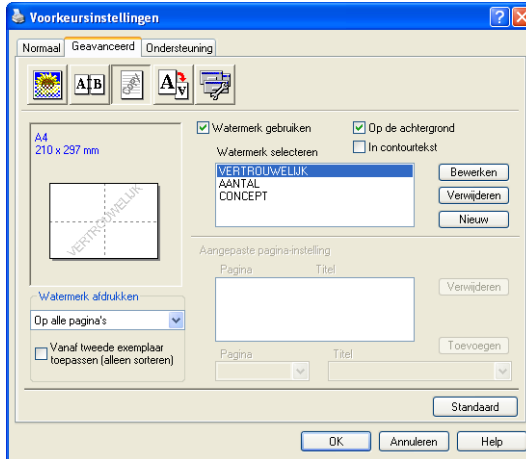 Voorkeursinstellingen
Normaal Geavanceerd Ondersteuning
A B
A A
A4
210 x 297 mm
VERTROUWELIJK
Watermerk afdrukken
Op alle pagina's
Vanaf tweede exemplaar
toepassen (alleen sorteren)
Watermerk gebruiken
Op de achtergrond
In contourtekst
Watermerk selecteren
VERTROUWELIJK
AANTAL
CONCEPT
Bewerken
Verwijderen
Nieuw
Aangepaste pagina-instelling
Pagina Titel
Verwijderen
Toevoegen
Pagina Titel
Standaard
OK Annuleren Help